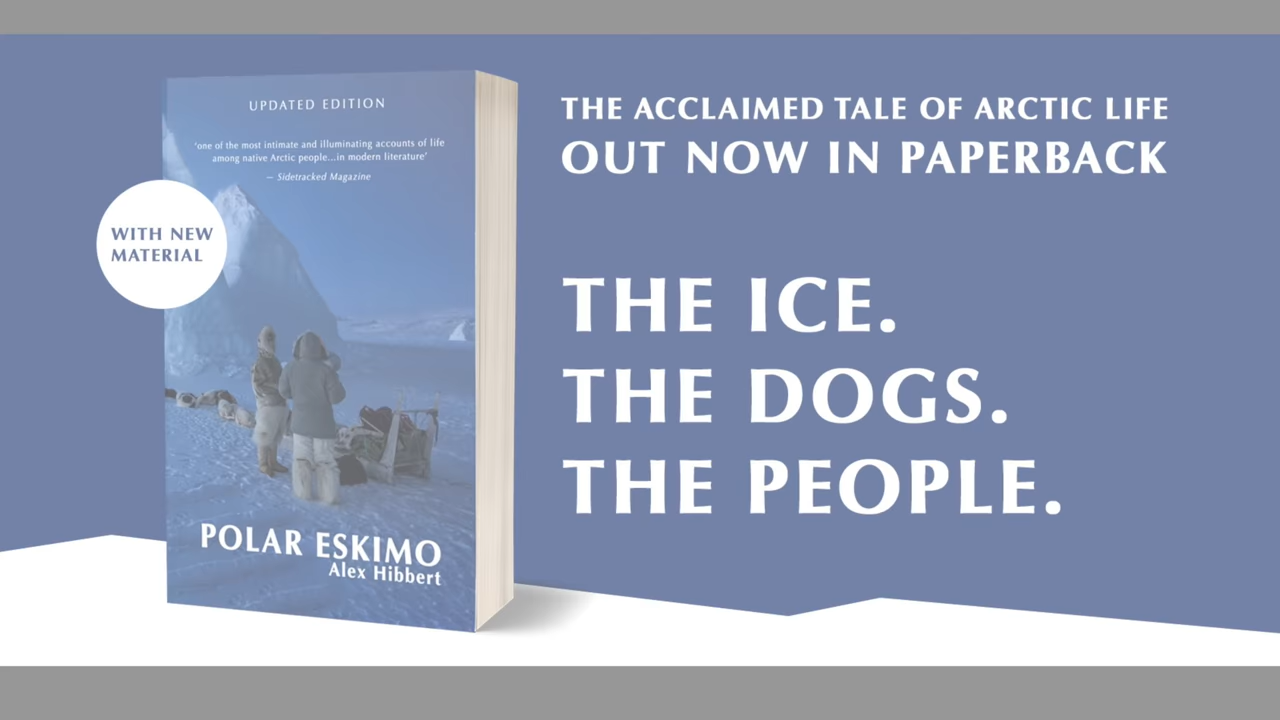 UPDATED EDITION
'one of the most intimate and illuminating accounts of life
among native Arctic people...in modern literature'
– Sidetracked Magazine
WITH NEW
MATERIAL
POLAR ESKIMO
Alex Hibbert
THE ACCLAIMED TALE OF ARCTIC LIFE
OUT NOW IN PAPERBACK
THE ICE.
THE DOGS.
THE PEOPLE.